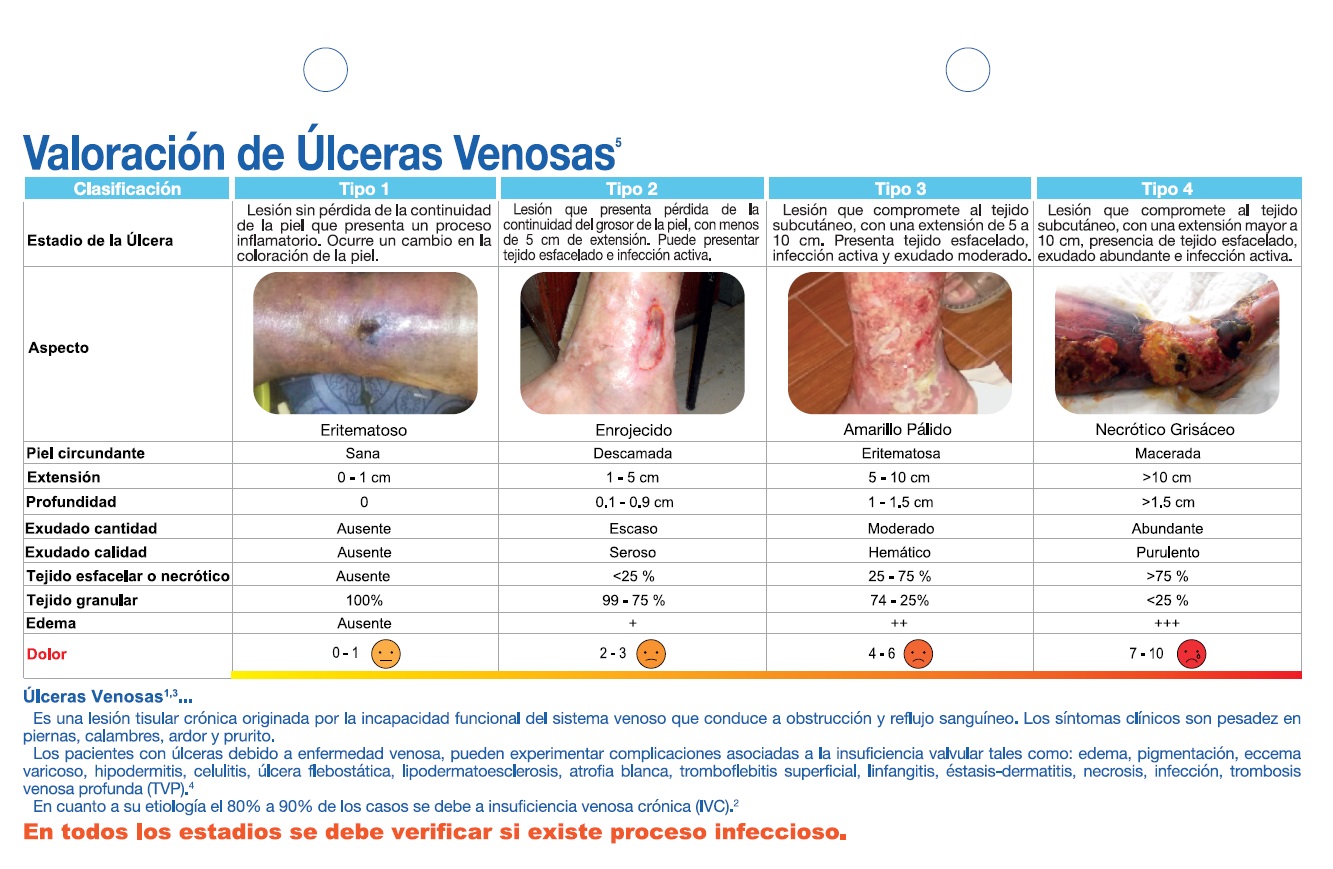 Valoración de Úlceras Venosas⁵
Clasificación Tipo 1 Tipo 2 Tipo 3 Tipo 4
Estadio de la Úlcera
Lesión sin pérdida de la continuidad
de la piel que presenta un proceso
inflamatorio. Ocurre un cambio en la
coloración de la piel.
Lesión que presenta pérdida de la
continuidad del grosor de la piel, con menos
de 5 cm de extensión. Puede presentar
tejido esfacelado e infección activa.
Lesión que compromete al tejido
subcutáneo, con una extensión de 5 a
10 cm. Presenta tejido esfacelado,
infección activa y exudado moderado.
Lesión que compromete al tejido
subcutáneo, con una extensión mayor a
10 cm, presencia de tejido esfacelado,
exudado abundante e infección activa.
Aspecto
Eritematoso Enrojecido Amarillo Pálido Necrótico Grisáceo
Piel circundante Sana Descamada Eritematosa Macerada
Extensión 0 - 1 cm 1 - 5 cm 5 - 10 cm >10 cm
Profundidad 0 0.1 - 0.9 cm 1 - 1.5 cm >1.5 cm
Exudado cantidad Ausente Escaso Moderado Abundante
Exudado calidad Ausente Seroso Hemático Purulento
Tejido esfacelar o necrótico Ausente <25 % 25 - 75 % >75 %
Tejido granular 100% 99 - 75 % 74 - 25% <25 %
Edema Ausente + ++ +++
Dolor 0 - 1 2 - 3 4 - 6 7 - 10
Úlceras Venosas¹,³...
Es una lesión tisular crónica originada por la incapacidad funcional del sistema venoso que conduce a obstrucción y reflujo sanguíneo. Los síntomas clínicos son pesadez en
piernas, calambres, ardor y prurito.
Los pacientes con úlceras debido a enfermedad venosa, pueden experimentar complicaciones asociadas a la insuficiencia valvular tales como: edema, pigmentación, eccema
varicoso, hipodermitis, celulitis, úlcera flebostática, lipodermatoesclerosis, atrofia blanca, tromboflebitis superficial, linfangitis, éstasis-dermatitis, necrosis, infección, trombosis
venosa profunda (TVP).⁴
En cuanto a su etiología el 80% a 90% de los casos se debe a insuficiencia venosa crónica (IVC).²
En todos los estadios se debe verificar si existe proceso infeccioso.